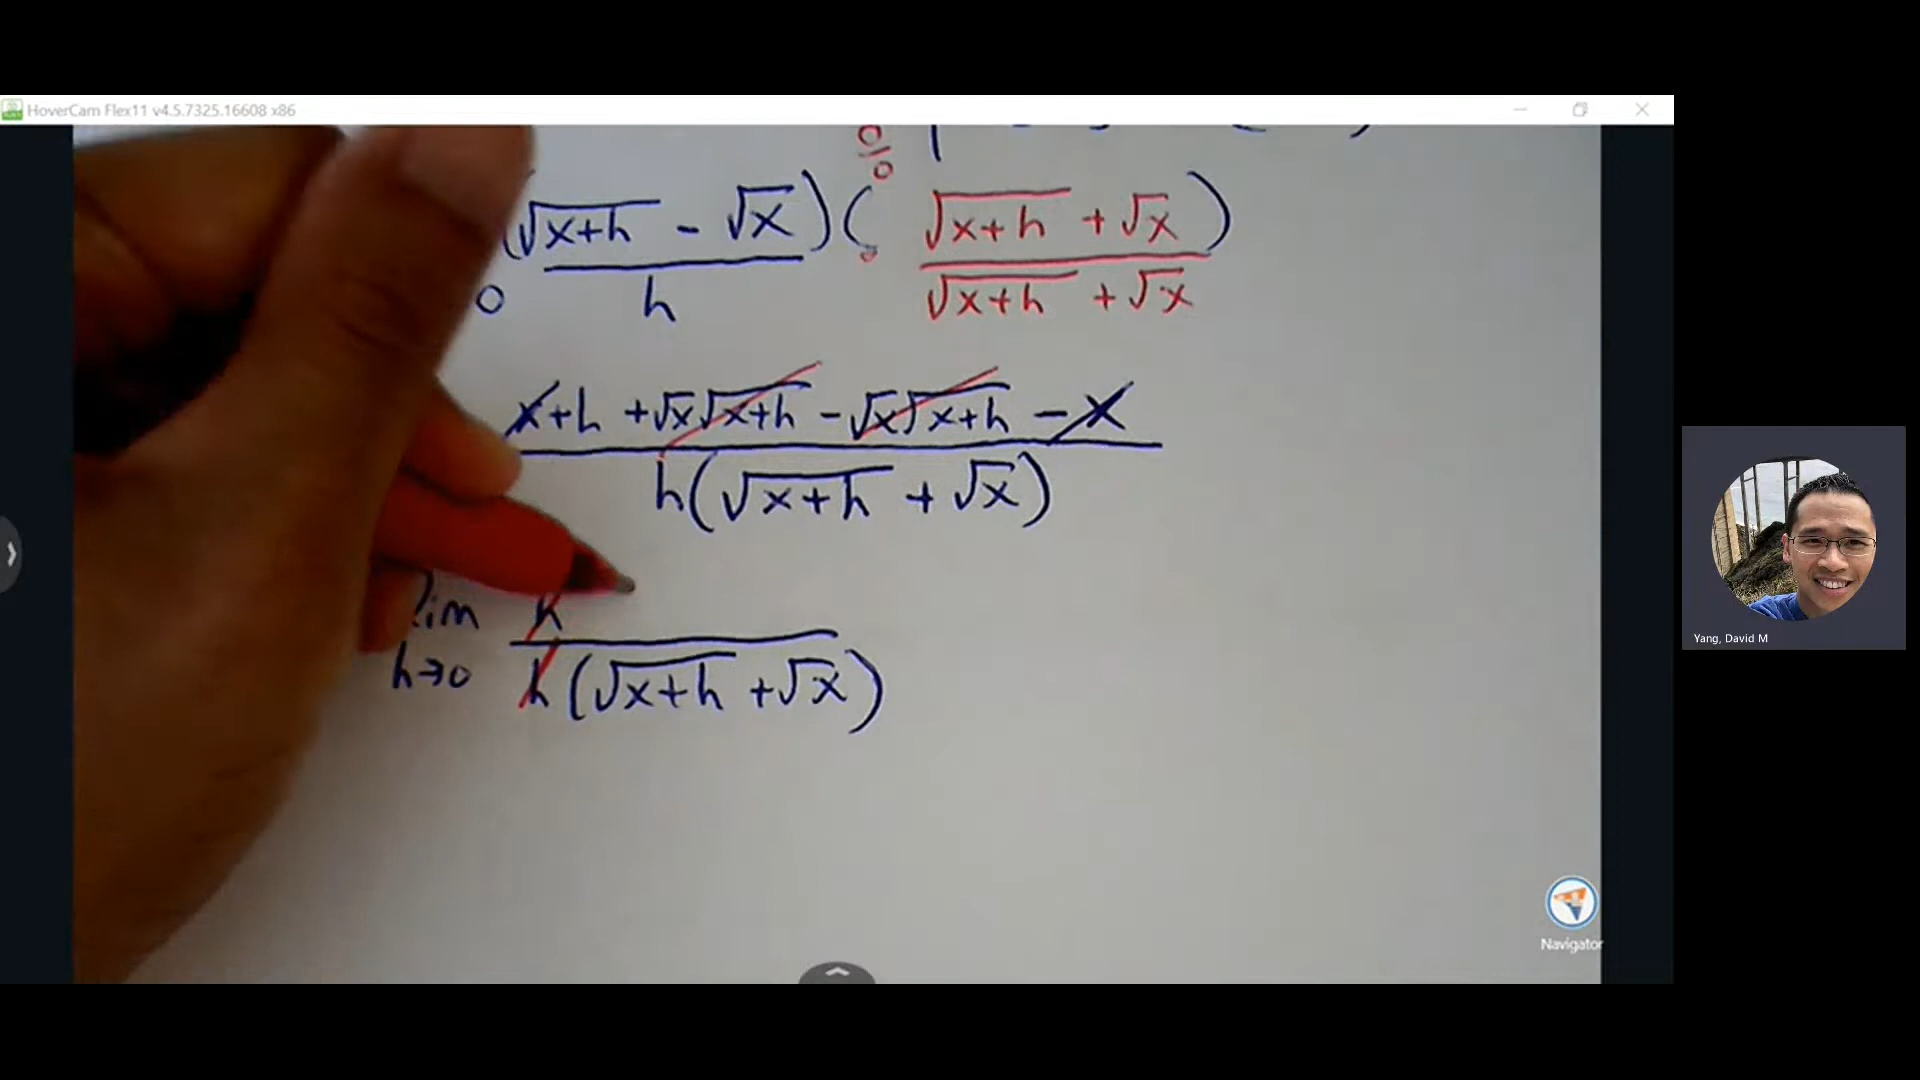 HoverCam Flex11 v4.5.7325.16608 x86
0/0
(√x+h - √x)/h ) ( (√x+h + √x)/(√x+h + √x) )
0
x+h +√x√x+h -√x√x+h -x
h(√x+h + √x)
lim h
h→0 h(√x+h +√x)
Yang, David M
Navigator